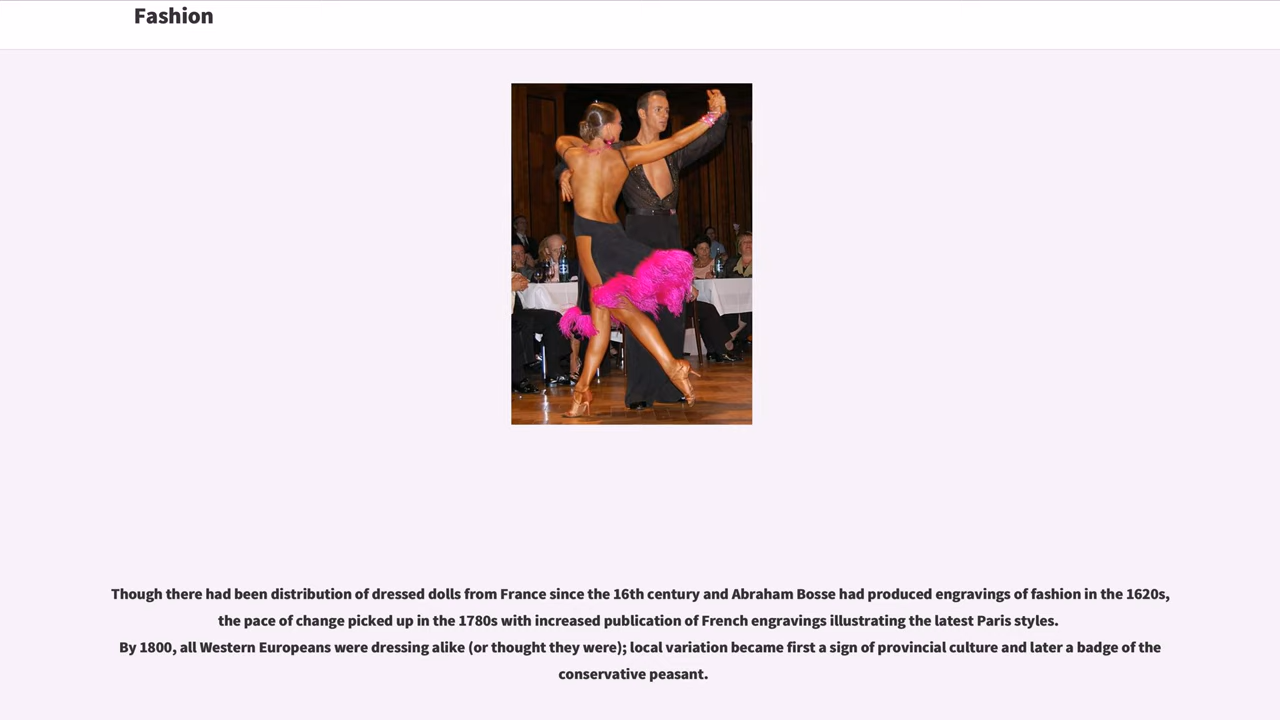 Fashion
Though there had been distribution of dressed dolls from France since the 16th century and Abraham Bosse had produced engravings of fashion in the 1620s,
the pace of change picked up in the 1780s with increased publication of French engravings illustrating the latest Paris styles.
By 1800, all Western Europeans were dressing alike (or thought they were); local variation became first a sign of provincial culture and later a badge of the
conservative peasant.